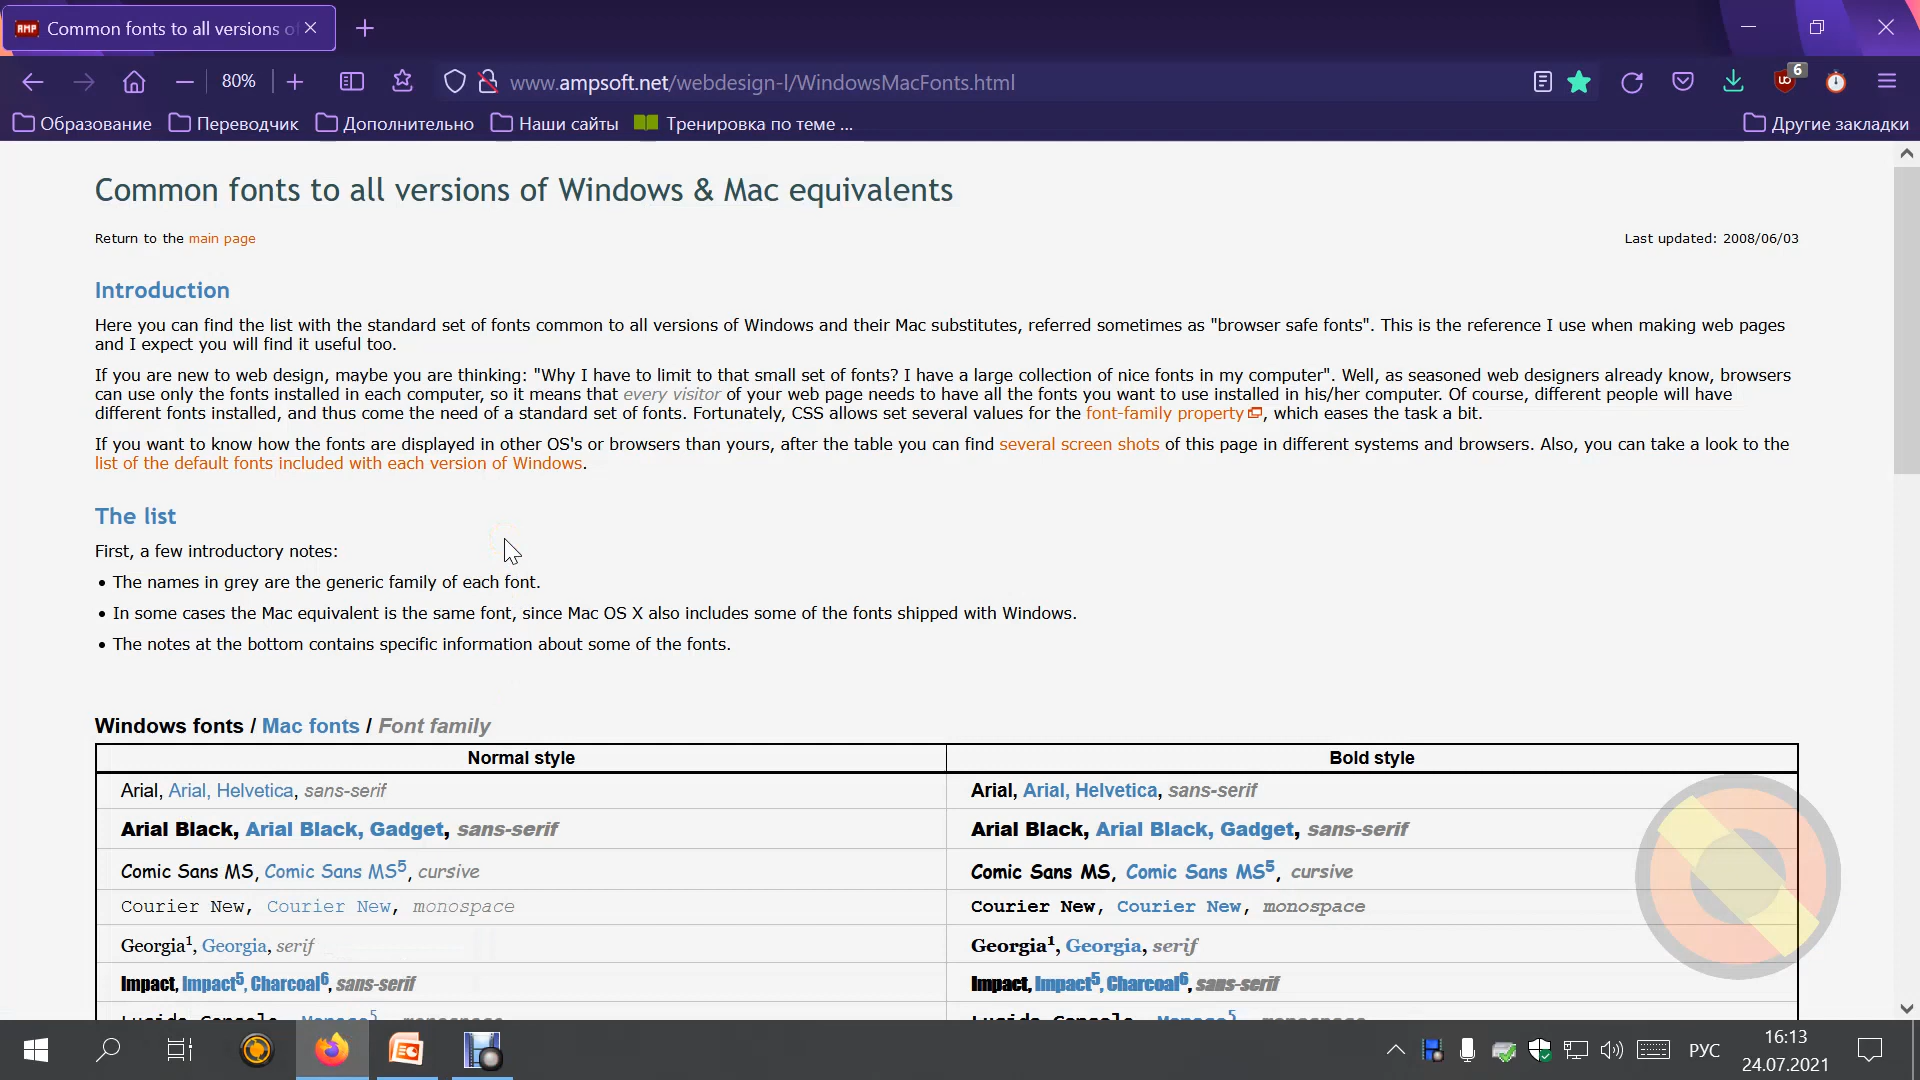 Common fonts to all versions of
80%
www.ampsoft.net/webdesign-l/WindowsMacFonts.html
6
Образование
Переводчик
Дополнительно
Наши сайты
Тренировка по теме ...
Другие закладки
Common fonts to all versions of Windows & Mac equivalents
Return to the main page
Last updated: 2008/06/03
Introduction
Here you can find the list with the standard set of fonts common to all versions of Windows and their Mac substitutes, referred sometimes as "browser safe fonts". This is the reference I use when making web pages
and I expect you will find it useful too.
If you are new to web design, maybe you are thinking: "Why I have to limit to that small set of fonts? I have a large collection of nice fonts in my computer". Well, as seasoned web designers already know, browsers
can use only the fonts installed in each computer, so it means that every visitor of your web page needs to have all the fonts you want to use installed in his/her computer. Of course, different people will have
different fonts installed, and thus come the need of a standard set of fonts. Fortunately, CSS allows set several values for the font-family property, which eases the task a bit.
If you want to know how the fonts are displayed in other OS's or browsers than yours, after the table you can find several screen shots of this page in different systems and browsers. Also, you can take a look to the
list of the default fonts included with each version of Windows.
The list
First, a few introductory notes:
• The names in grey are the generic family of each font.
• In some cases the Mac equivalent is the same font, since Mac OS X also includes some of the fonts shipped with Windows.
• The notes at the bottom contains specific information about some of the fonts.
Windows fonts / Mac fonts / Font family
Normal style
Bold style
Arial, Arial, Helvetica, sans-serif
Arial, Arial, Helvetica, sans-serif
Arial Black, Arial Black, Gadget, sans-serif
Arial Black, Arial Black, Gadget, sans-serif
Comic Sans MS, Comic Sans MS5, cursive
Comic Sans MS, Comic Sans MS5, cursive
Courier New, Courier New, monospace
Courier New, Courier New, monospace
Georgia1, Georgia, serif
Georgia1, Georgia, serif
Impact, Impact5, Charcoal6, sans-serif
Impact, Impact5, Charcoal6, sans-serif
Lucida Console, Monaco5, monospace
Lucida Console, Monaco5, monospace
РУС
16:13
24.07.2021